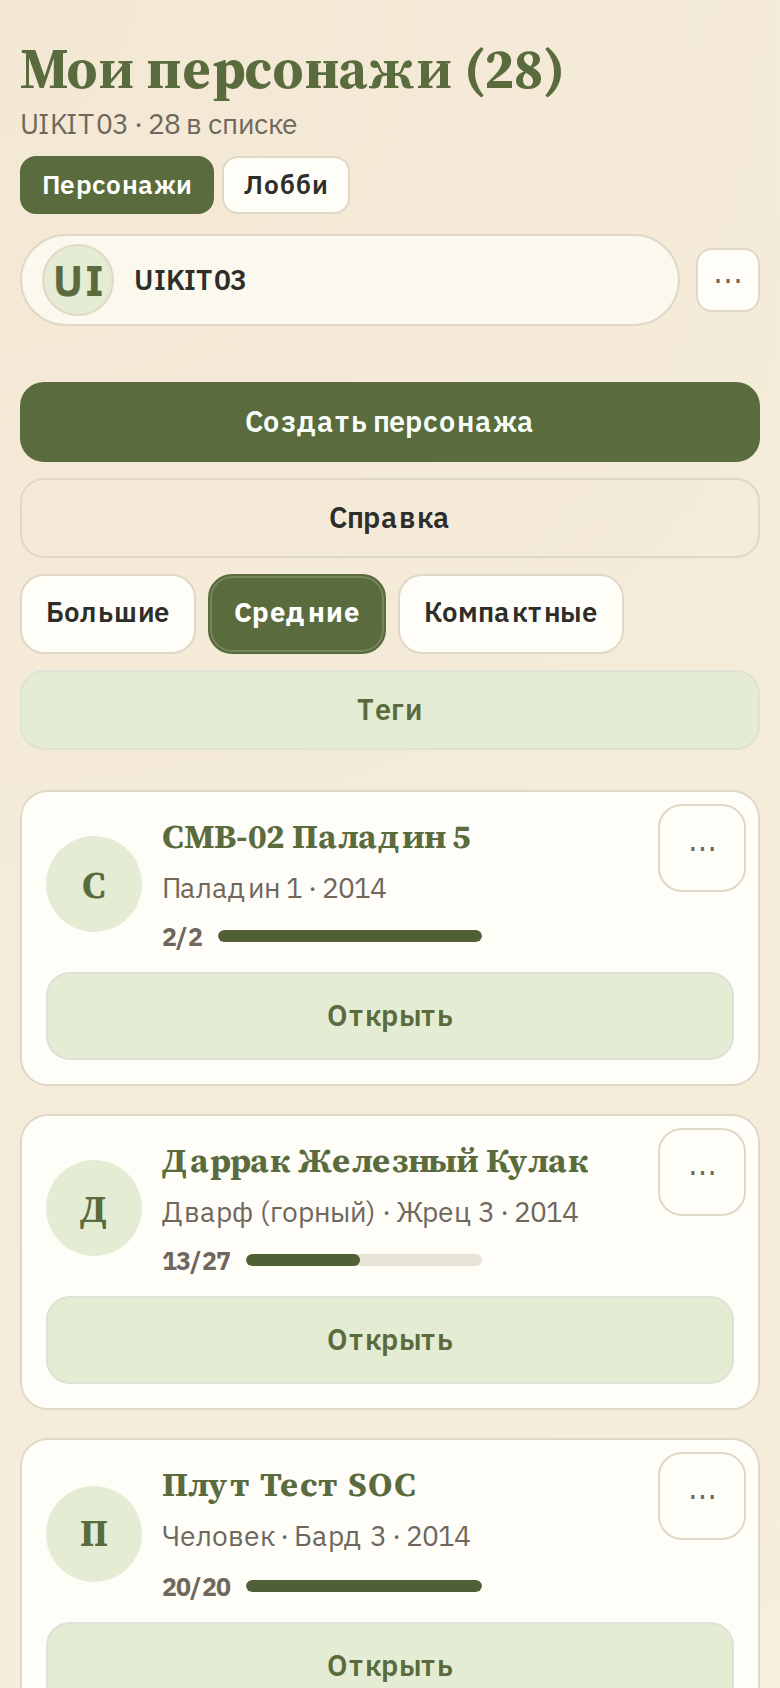 Мои персонажи (28)
UIKIT03 · 28 в списке
Персонажи Лобби
UI UIKIT03 ...
Создать персонажа
Справка
Большие Средние Компактные
Теги
СМВ-02 Паладин 5 ...
С
Паладин 1 · 2014
2/2
Открыть
Даррак Железный Кулак ...
Д
Дварф (горный) · Жрец 3 · 2014
13/27
Открыть
Плут Тест SOC ...
П
Человек · Бард 3 · 2014
20/20
Открыть